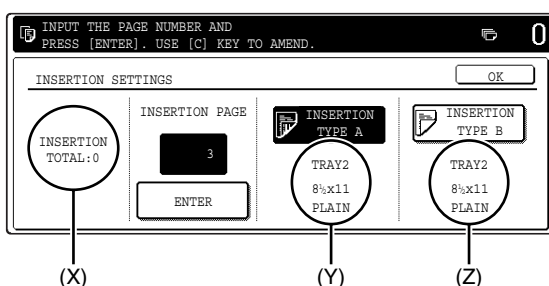 INPUT THE PAGE NUMBER AND
PRESS [ENTER]. USE [C] KEY TO AMEND.
0
INSERTION SETTINGS
OK
INSERTION
TOTAL:0
INSERTION PAGE
3
ENTER
INSERTION
TYPE A
TRAY2
8½x11
PLAIN
INSERTION
TYPE B
TRAY2
8½x11
PLAIN
(X)
(Y)
(Z)